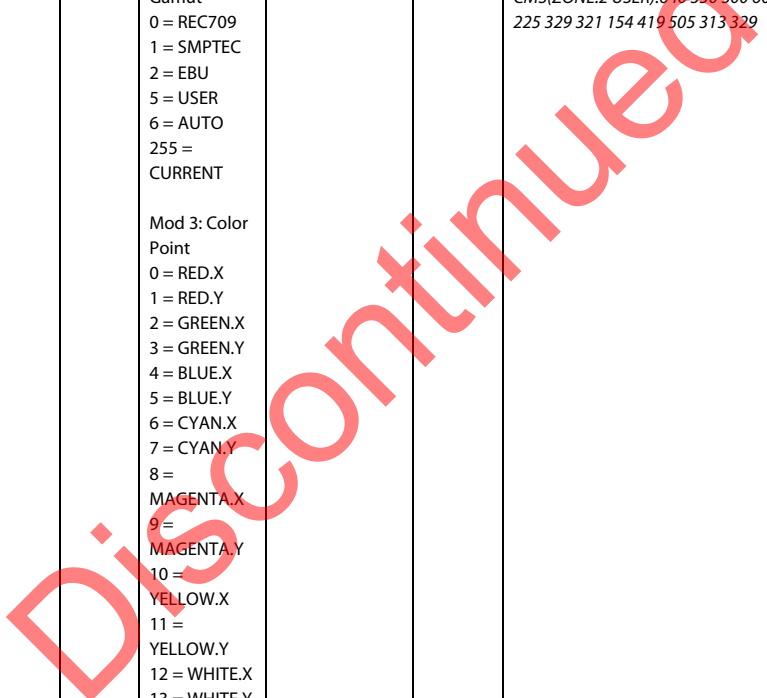 Gamut
0 = REC709
1 = SMPTEC
2 = EBU
5 = USER
6 = AUTO
255 =
CURRENT
Mod 3: Color
Point
0 = RED.X
1 = RED.Y
2 = GREEN.X
3 = GREEN.Y
4 = BLUE.X
5 = BLUE.Y
6 = CYAN.X
7 = CYAN.Y
8 =
MAGENTA.X
9 =
MAGENTA.Y
10 =
YELLOW.X
11 =
YELLOW.Y
12 = WHITE.X
13 = WHITE.Y
225 329 321 154 419 505 313 329
Discontinued